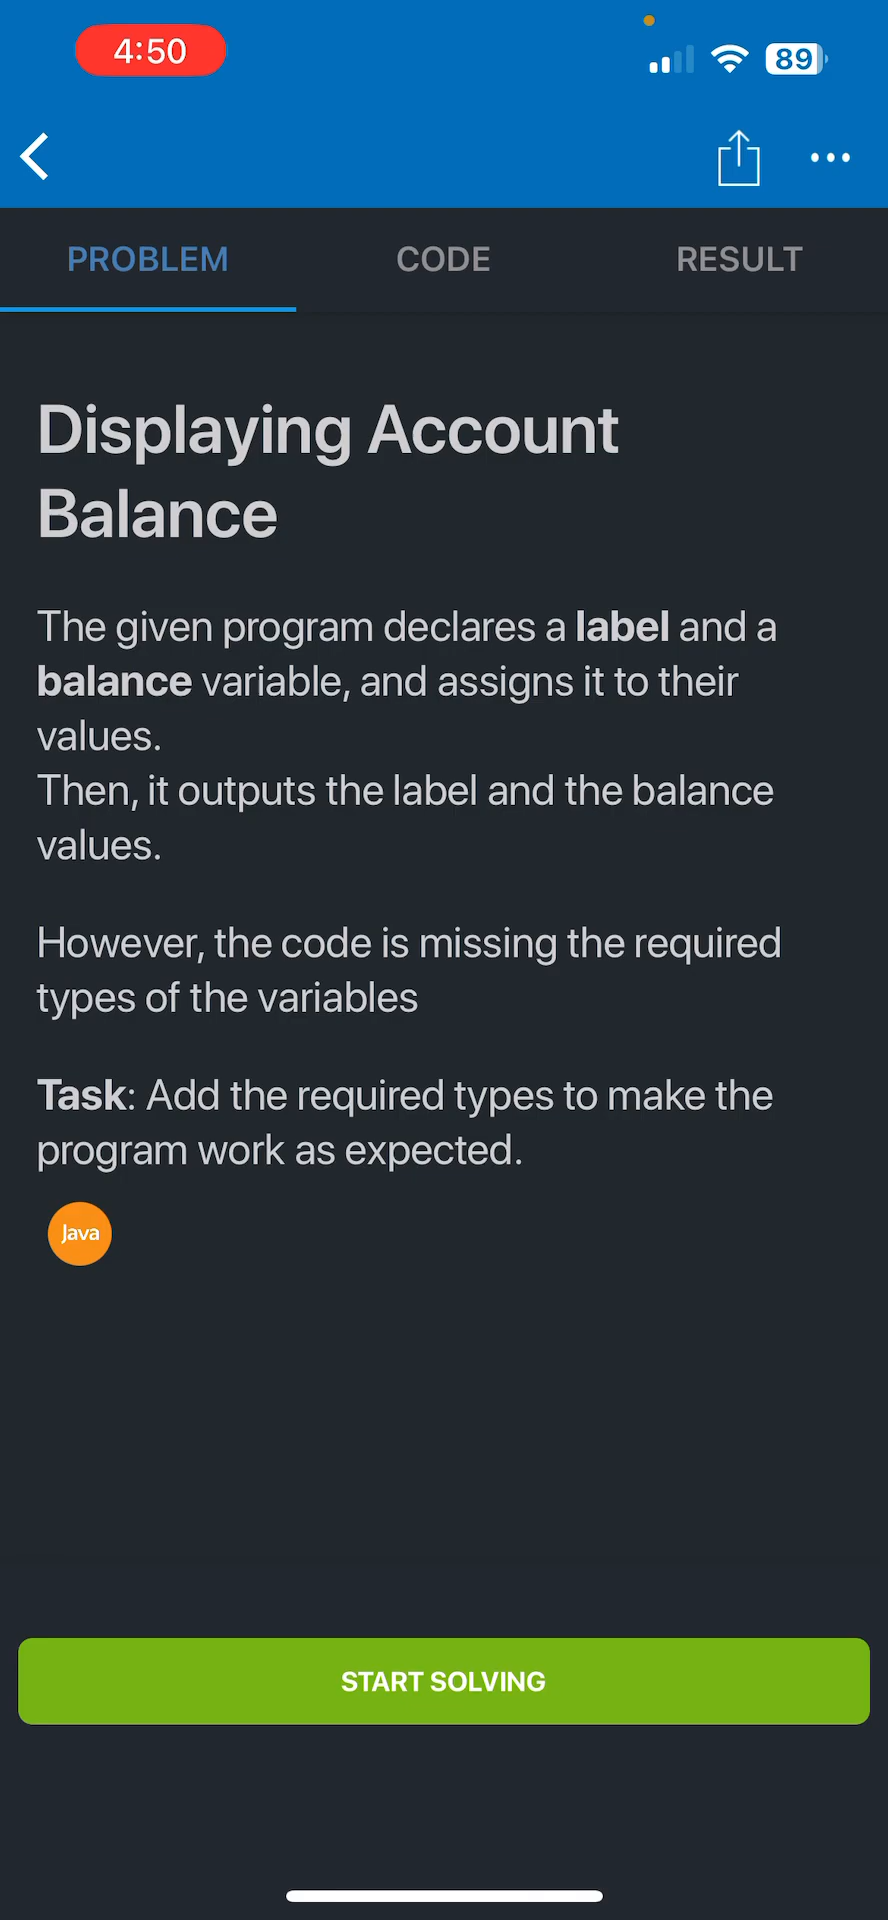 4:50
89
PROBLEM
CODE
RESULT
Displaying Account
Balance
The given program declares a label and a
balance variable, and assigns it to their
values.
Then, it outputs the label and the balance
values.
However, the code is missing the required
types of the variables
Task: Add the required types to make the
program work as expected.
Java
START SOLVING